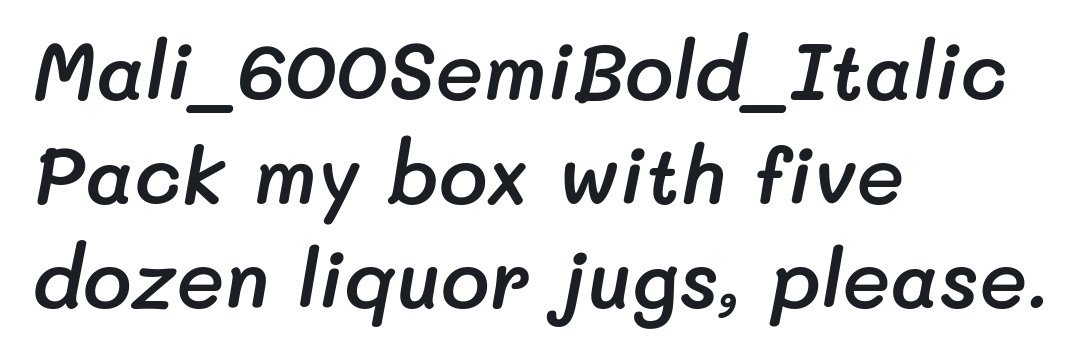 Mali_600SemiBold_Italic
Pack my box with five
dozen liquor jugs, please.